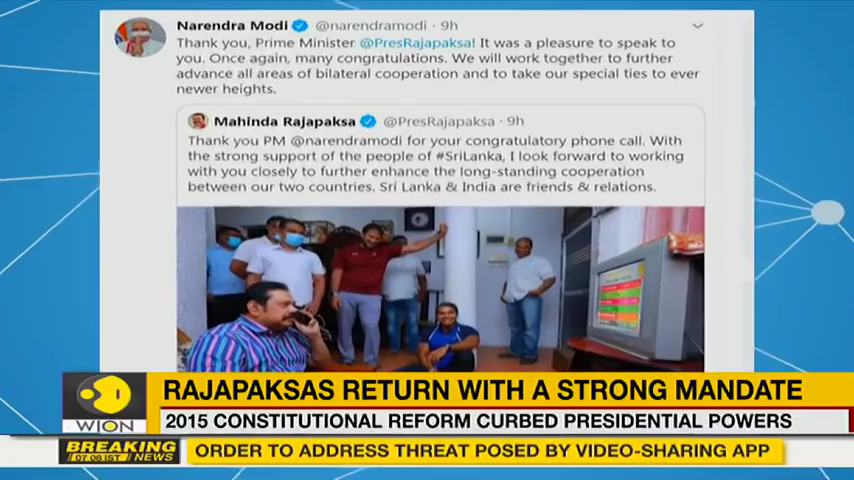 Narendra Modi @narendramodi · 9h
Thank you, Prime Minister @PresRajapaksa! It was a pleasure to speak to
you. Once again, many congratulations. We will work together to further
advance all areas of bilateral cooperation and to take our special ties to ever
newer heights.
Mahinda Rajapaksa @PresRajapaksa · 9h
Thank you PM @narendramodi for your congratulatory phone call. With
the strong support of the people of #SriLanka, I look forward to working
with you closely to further enhance the long-standing cooperation
between our two countries. Sri Lanka & India are friends & relations.
WION
RAJAPAKSAS RETURN WITH A STRONG MANDATE
2015 CONSTITUTIONAL REFORM CURBED PRESIDENTIAL POWERS
BREAKING
07:08 IST NEWS
ORDER TO ADDRESS THREAT POSED BY VIDEO-SHARING APP